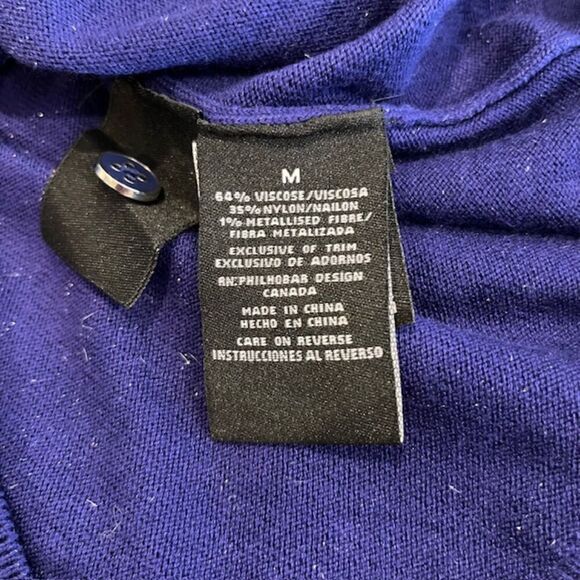 M
64% VISCOSE/VISCOSA
35% NYLON/NAILON
1% METALLISED FIBRE/
FIBRA METALIZADA
EXCLUSIVE OF TRIM
EXCLUSIVO DE ADORNOS
RN:PHILHOBAR DESIGN
CANADA
MADE IN CHINA
HECHO EN CHINA
CARE ON REVERSE
INSTRUCCIONES AL REVERSO